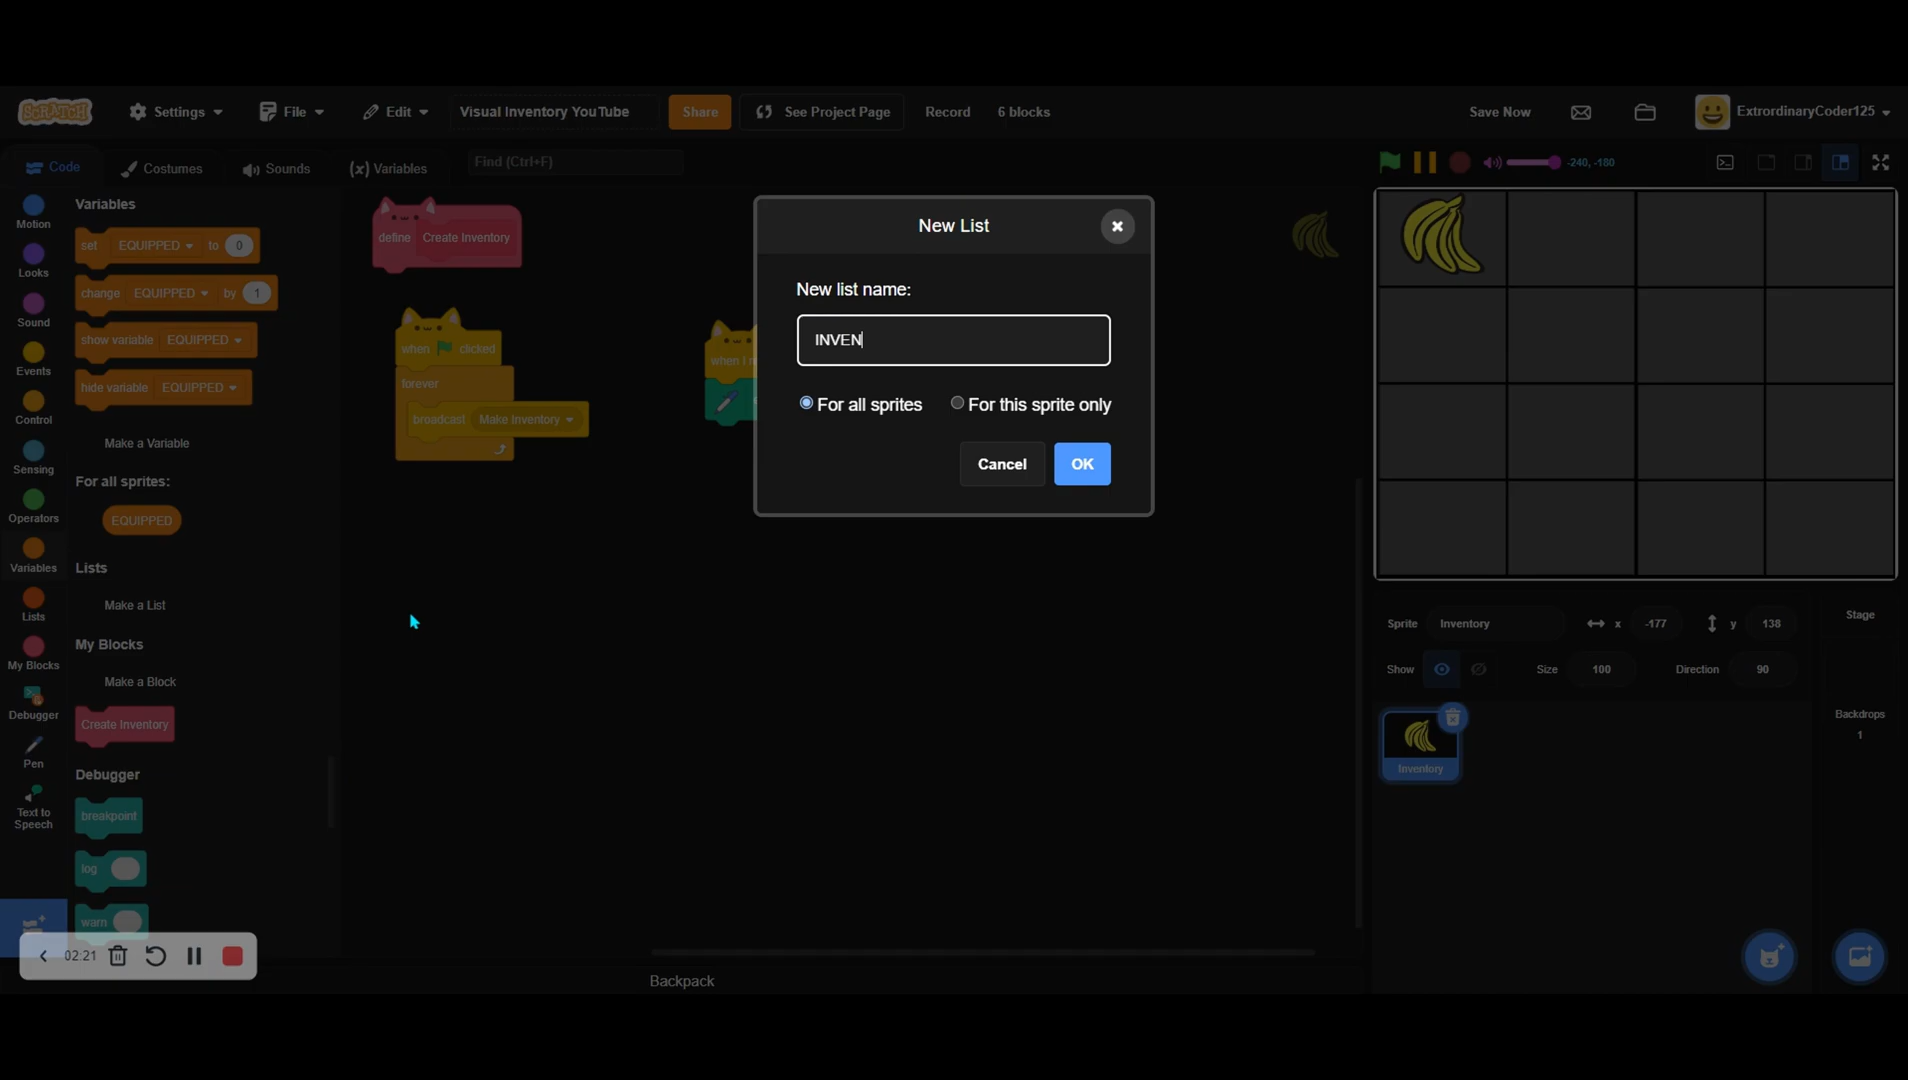 SCRATCH
Settings
File
Edit
Visual Inventory YouTube
Share
See Project Page
Record
6 blocks
Save Now
ExtrordinaryCoder125
Code
Costumes
Sounds
(x) Variables
Find (Ctrl+F)
-240, -180
Motion
Looks
Sound
Events
Control
Sensing
Operators
Variables
Lists
My Blocks
Debugger
Pen
Text to
Speech
Variables
set EQUIPPED to 0
change EQUIPPED by 1
show variable EQUIPPED
hide variable EQUIPPED
Make a Variable
For all sprites:
EQUIPPED
Lists
Make a List
My Blocks
Make a Block
Create Inventory
Debugger
breakpoint
log
warn
02:21
define Create Inventory
when clicked
forever
broadcast Make Inventory
when I
New List
New list name:
INVEN
For all sprites
For this sprite only
Cancel
OK
Sprite Inventory x -177 y 138
Show Size 100 Direction 90
Inventory
Stage
Backdrops
1
Backpack